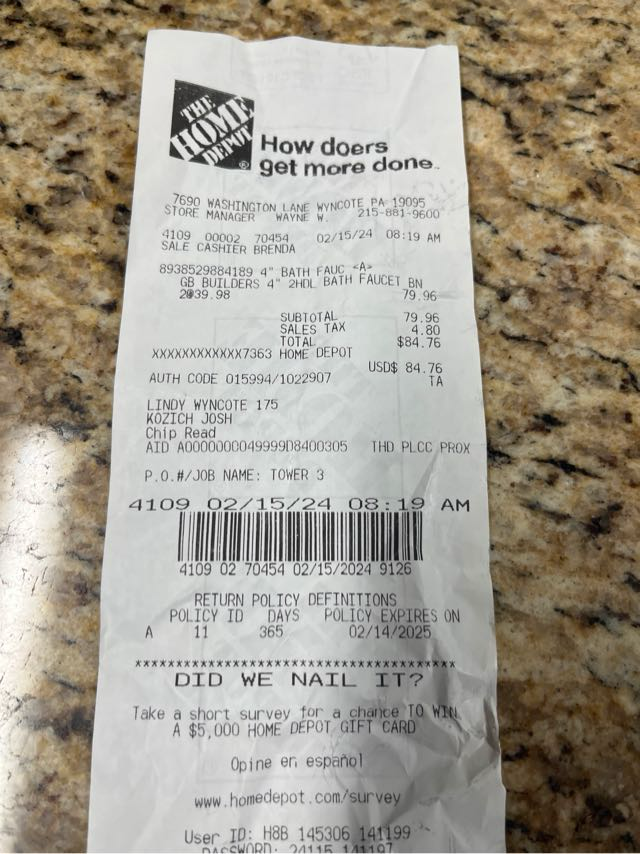 THE
HOME
DEPOT
®
How doers
get more done™
7690 WASHINGTON LANE WYNCOTE PA 19095
STORE MANAGER WAYNE W. 215-881-9600
4109 00002 70454 02/15/24 08:19 AM
SALE CASHIER BRENDA
8938529884189 4" BATH FAUC <A>
GB BUILDERS 4" 2HDL BATH FAUCET BN
2@39.98 79.96
SUBTOTAL 79.96
SALES TAX 4.80
TOTAL $84.76
XXXXXXXXXXXX7363 HOME DEPOT
USD$ 84.76
AUTH CODE 015994/1022907 TA
LINDY WYNCOTE 175
KOZICH JOSH
Chip Read
AID A0000000049999D8400305 THD PLCC PROX
P.O.#/JOB NAME: TOWER 3
4109 02/15/24 08:19 AM
4109 02 70454 02/15/2024 9126
RETURN POLICY DEFINITIONS
POLICY ID DAYS POLICY EXPIRES ON
A 11 365 02/14/2025
*******************************************
DID WE NAIL IT?
Take a short survey for a chance TO WIN
A $5,000 HOME DEPOT GIFT CARD
Opine en español
www.homedepot.com/survey
User ID: H8B 145306 141199
PASSWORD: 24115 141197